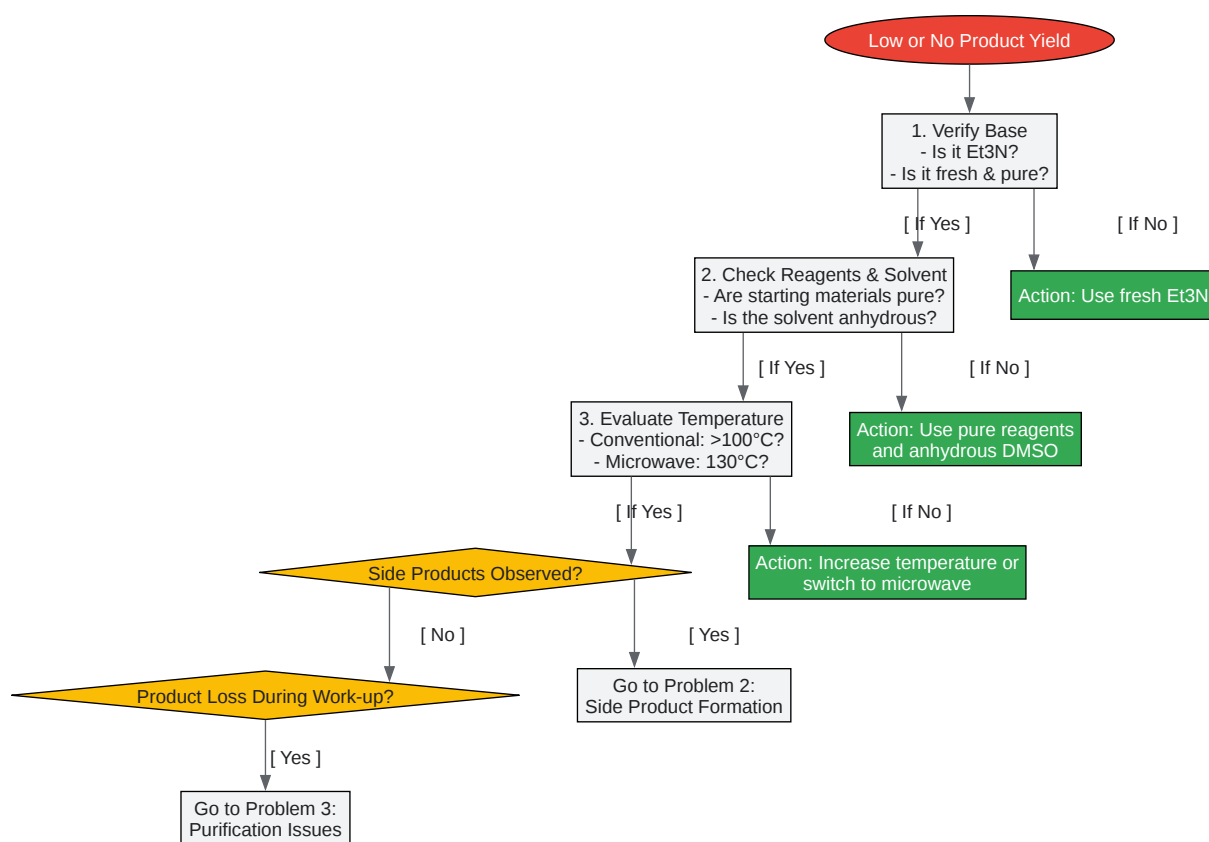 Low or No Product Yield
1. Verify Base
- Is it Et3N?
- Is it fresh & pure?
[ If Yes ]
[ If No ]
2. Check Reagents & Solvent
- Are starting materials pure?
- Is the solvent anhydrous?
Action: Use fresh Et3N
[ If Yes ]
[ If No ]
3. Evaluate Temperature
- Conventional: >100°C?
- Microwave: 130°C?
Action: Use pure reagents
and anhydrous DMSO
[ If Yes ]
[ If No ]
Side Products Observed?
Action: Increase temperature or
switch to microwave
[ No ]
[ Yes ]
Product Loss During Work-up?
Go to Problem 2:
Side Product Formation
[ Yes ]
Go to Problem 3:
Purification Issues